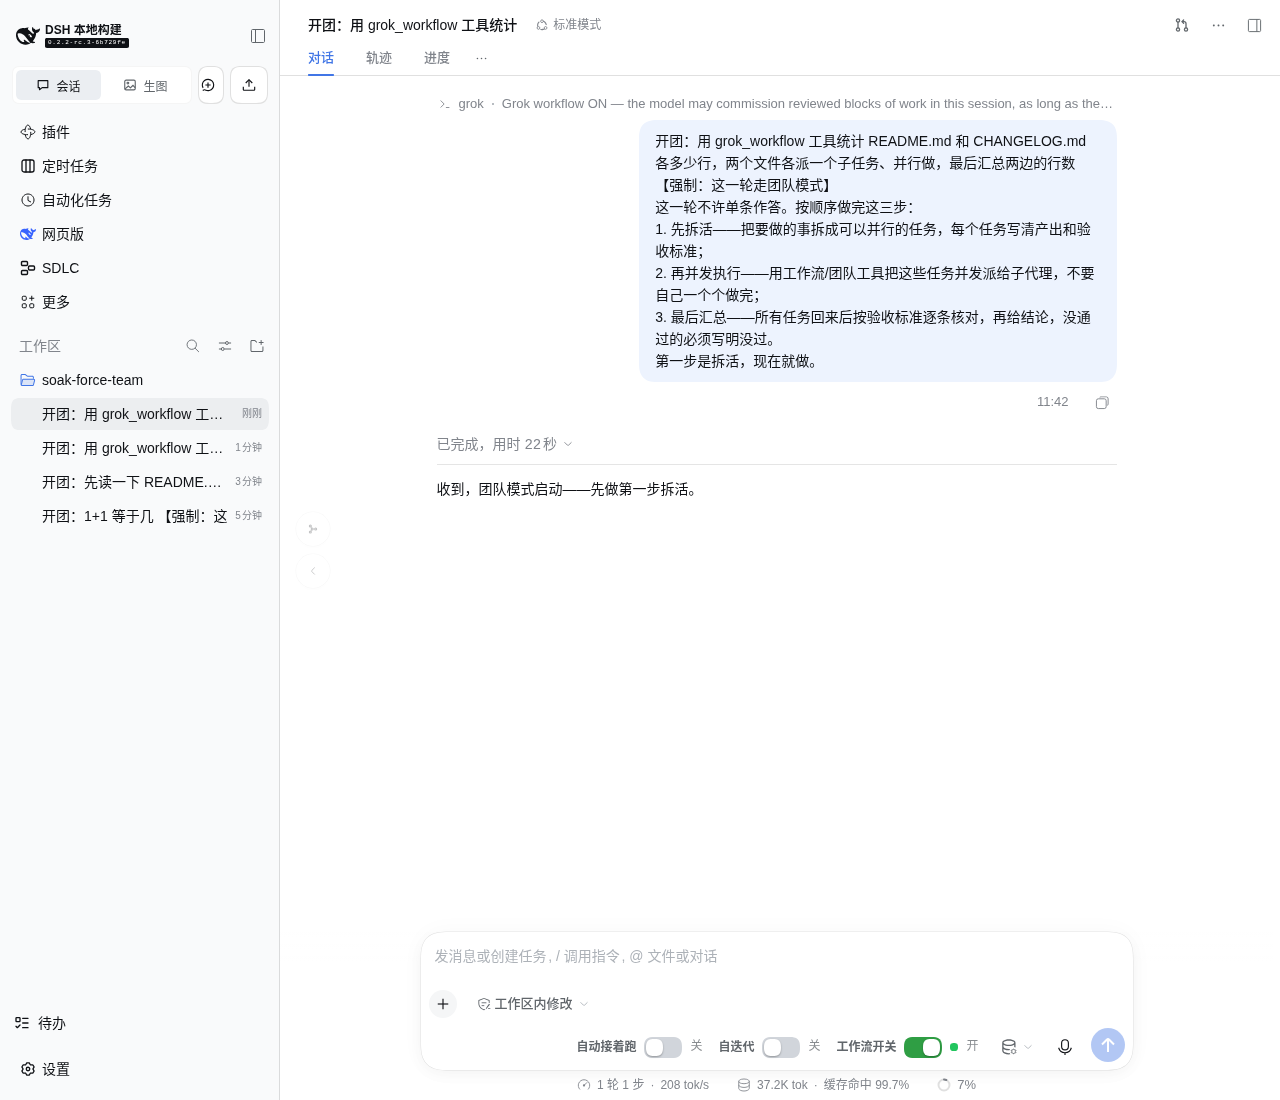 DSH 本地构建
0.2.2-rc.3-6b729fe
会话
生图
插件
定时任务
自动化任务
网页版
SDLC
更多
工作区
soak-force-team
开团：用 grok_workflow 工… 刚刚
开团：用 grok_workflow 工… 1分钟
开团：先读一下 README.… 3分钟
开团：1+1 等于几 【强制：这 5分钟
待办
设置
开团：用 grok_workflow 工具统计 标准模式
对话 轨迹 进度 ···
grok · Grok workflow ON — the model may commission reviewed blocks of work in this session, as long as the…
开团：用 grok_workflow 工具统计 README.md 和 CHANGELOG.md
各多少行，两个文件各派一个子任务、并行做，最后汇总两边的行数
【强制：这一轮走团队模式】
这一轮不许单条作答。按顺序做完这三步：
1. 先拆活——把要做的事拆成可以并行的任务，每个任务写清产出和验
收标准；
2. 再并发执行——用工作流/团队工具把这些任务并发派给子代理，不要
自己一个个做完；
3. 最后汇总——所有任务回来后按验收标准逐条核对，再给结论，没通
过的必须写明没过。
第一步是拆活，现在就做。
11:42
已完成，用时 22秒
收到，团队模式启动——先做第一步拆活。
发消息或创建任务, / 调用指令, @ 文件或对话
工作区内修改
自动接着跑 关 自迭代 关 工作流开关 开
1 轮 1 步 · 208 tok/s 37.2K tok · 缓存命中 99.7% 7%